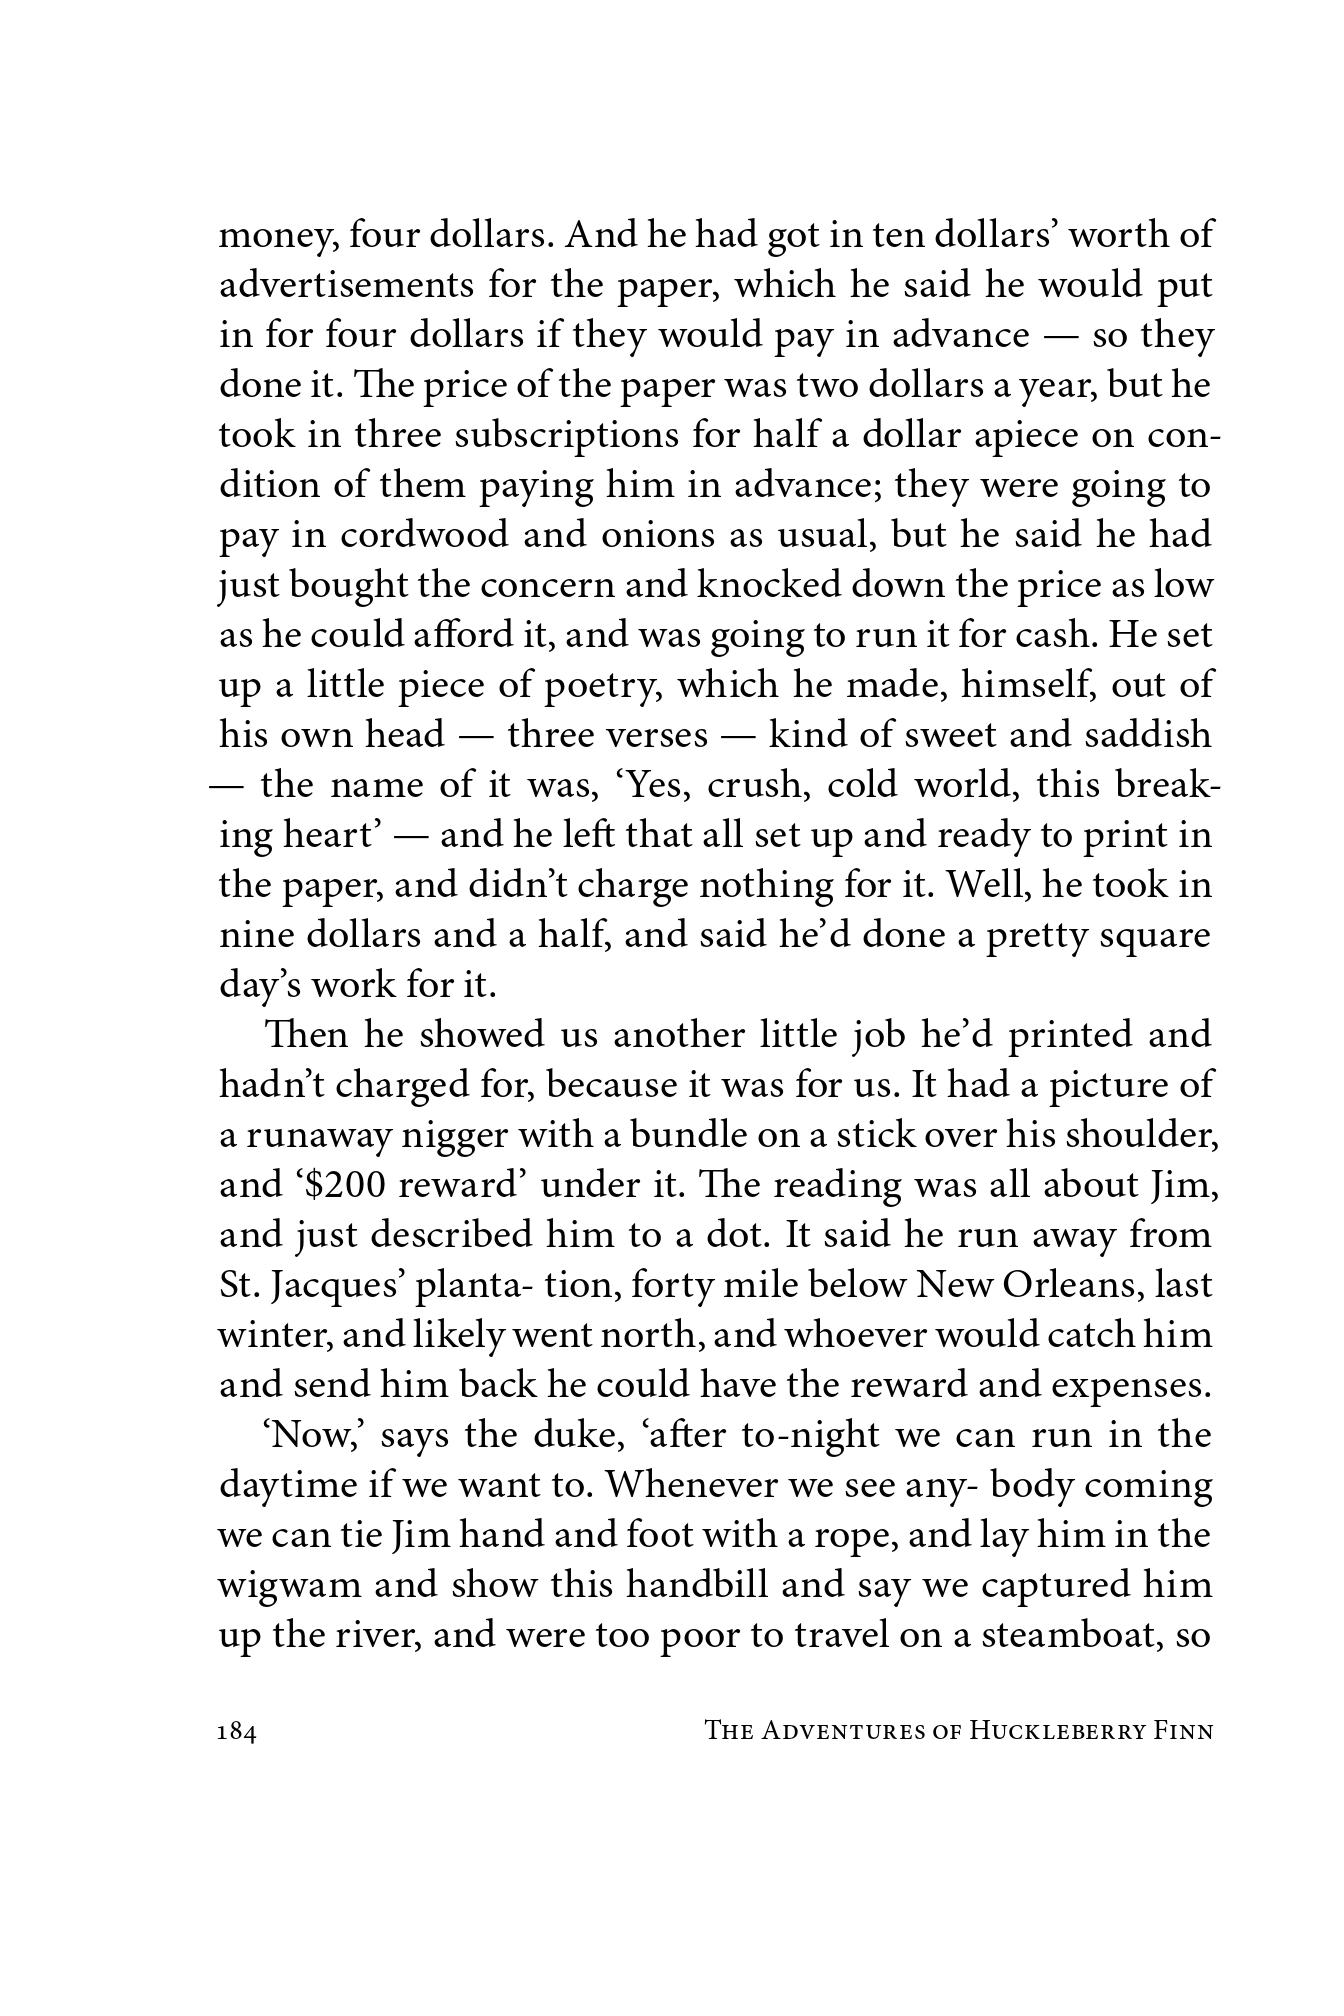 money, four dollars. And he had got in ten dollars’ worth of
advertisements for the paper, which he said he would put
in for four dollars if they would pay in advance — so they
done it. The price of the paper was two dollars a year, but he
took in three subscriptions for half a dollar apiece on con-
dition of them paying him in advance; they were going to
pay in cordwood and onions as usual, but he said he had
just bought the concern and knocked down the price as low
as he could afford it, and was going to run it for cash. He set
up a little piece of poetry, which he made, himself, out of
his own head — three verses — kind of sweet and saddish
— the name of it was, ‘Yes, crush, cold world, this break-
ing heart’ — and he left that all set up and ready to print in
the paper, and didn’t charge nothing for it. Well, he took in
nine dollars and a half, and said he’d done a pretty square
day’s work for it.
Then he showed us another little job he’d printed and
hadn’t charged for, because it was for us. It had a picture of
a runaway nigger with a bundle on a stick over his shoulder,
and ‘$200 reward’ under it. The reading was all about Jim,
and just described him to a dot. It said he run away from
St. Jacques’ planta- tion, forty mile below New Orleans, last
winter, and likely went north, and whoever would catch him
and send him back he could have the reward and expenses.
‘Now,’ says the duke, ‘after to-night we can run in the
daytime if we want to. Whenever we see any- body coming
we can tie Jim hand and foot with a rope, and lay him in the
wigwam and show this handbill and say we captured him
up the river, and were too poor to travel on a steamboat, so
184 The Adventures of Huckleberry Finn